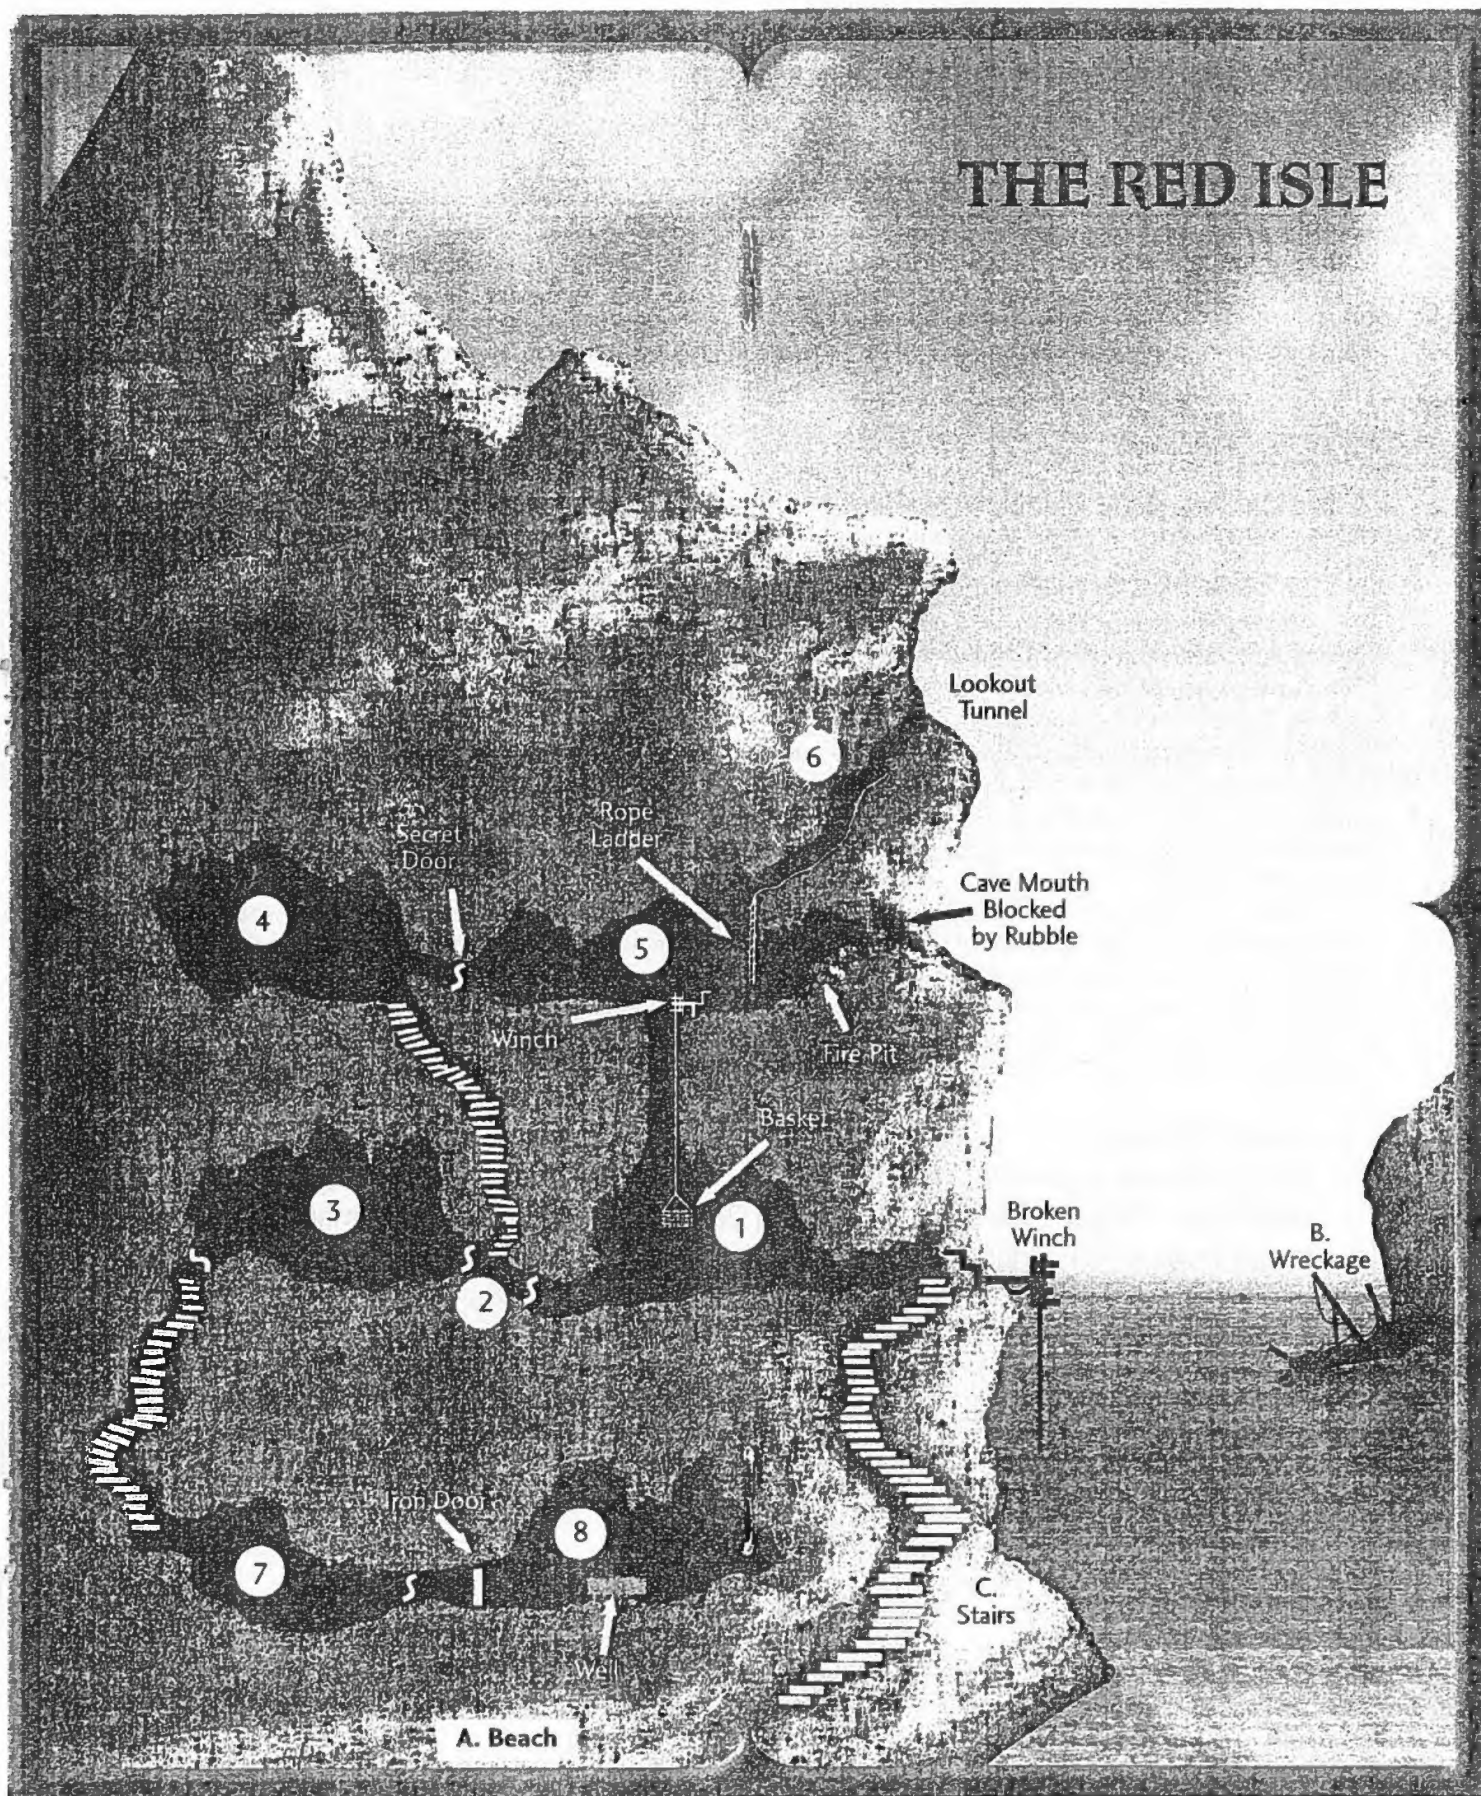 THE RED ISLE
Lookout
Tunnel
6
Rope
Ladder
Secret
Door
Cave Mouth
Blocked
by Rubble
4
5
Winch
Fire Pit
Basket
3
1
Broken
Winch
B.
Wreckage
2
Iron Door
8
7
C.
Stairs
Well
A. Beach